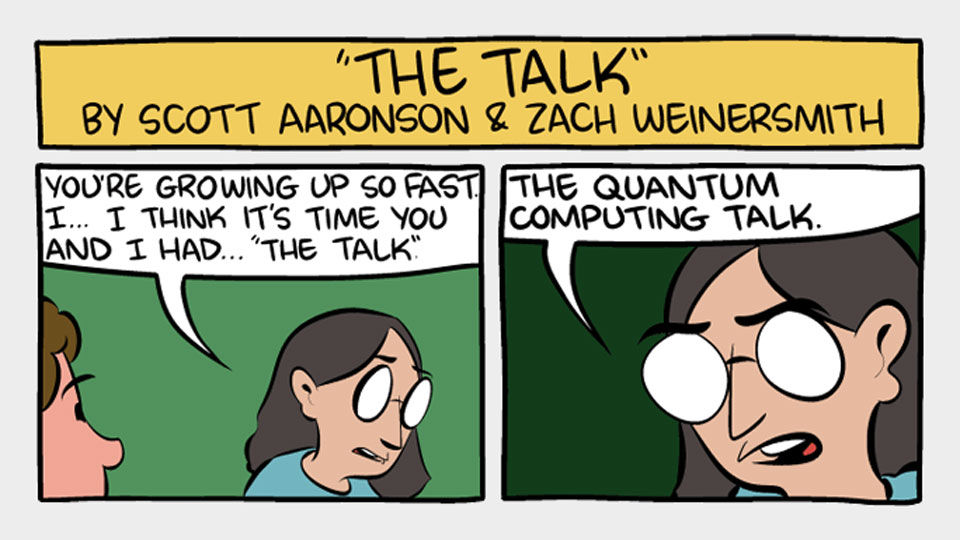 "THE TALK"
BY SCOTT AARONSON & ZACH WEINERSMITH
YOU'RE GROWING UP SO FAST.
I... I THINK IT'S TIME YOU
AND I HAD... "THE TALK".
THE QUANTUM
COMPUTING TALK.